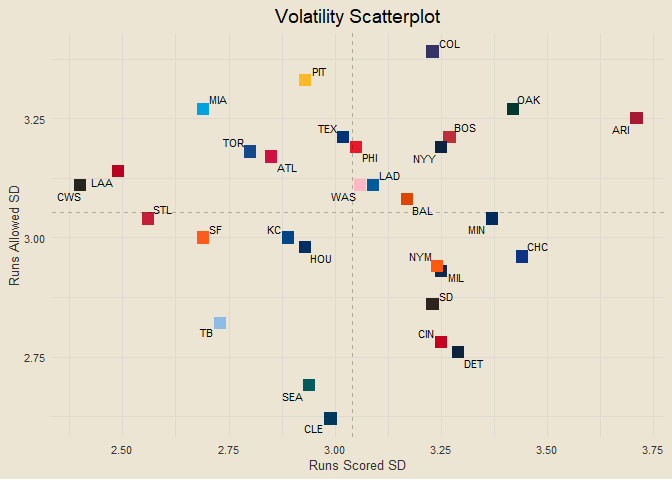 Volatility Scatterplot
COL
PIT
MIA
OAK
TEX
BOS
ARI
TOR
PHI
NYY
ATL
LAA
LAD
CWS
WAS
STL
BAL
SF
KC
MIN
HOU
CHC
NYM
MIL
SD
TB
CIN
DET
SEA
CLE
3.25
3.00
2.75
Runs Allowed SD
2.50
2.75
3.00
3.25
3.50
3.75
Runs Scored SD